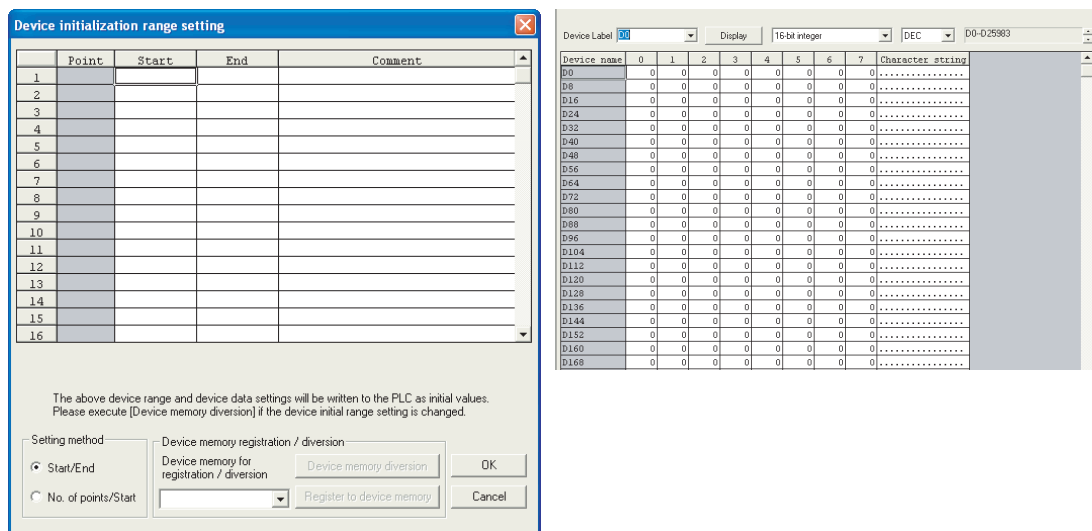 Device initialization range setting
Point Start End Comment
1
2
3
4
5
6
7
8
9
10
11
12
13
14
15
16
The above device range and device data settings will be written to the PLC as initial values.
Please execute [Device memory diversion] if the device initial range setting is changed.
Setting method
Start/End
No. of points/Start
Device memory registration / diversion
Device memory for
registration / diversion
Device memory diversion
Register to device memory
OK
Cancel
Device Label D0 Display 16-bit integer DEC D0-D25983
Device name 0 1 2 3 4 5 6 7 Character string
D0 0 0 0 0 0 0 0 0 ................
D8 0 0 0 0 0 0 0 0 ................
D16 0 0 0 0 0 0 0 0 ................
D24 0 0 0 0 0 0 0 0 ................
D32 0 0 0 0 0 0 0 0 ................
D40 0 0 0 0 0 0 0 0 ................
D48 0 0 0 0 0 0 0 0 ................
D56 0 0 0 0 0 0 0 0 ................
D64 0 0 0 0 0 0 0 0 ................
D72 0 0 0 0 0 0 0 0 ................
D80 0 0 0 0 0 0 0 0 ................
D88 0 0 0 0 0 0 0 0 ................
D96 0 0 0 0 0 0 0 0 ................
D104 0 0 0 0 0 0 0 0 ................
D112 0 0 0 0 0 0 0 0 ................
D120 0 0 0 0 0 0 0 0 ................
D128 0 0 0 0 0 0 0 0 ................
D136 0 0 0 0 0 0 0 0 ................
D144 0 0 0 0 0 0 0 0 ................
D152 0 0 0 0 0 0 0 0 ................
D160 0 0 0 0 0 0 0 0 ................
D168 0 0 0 0 0 0 0 0 ................